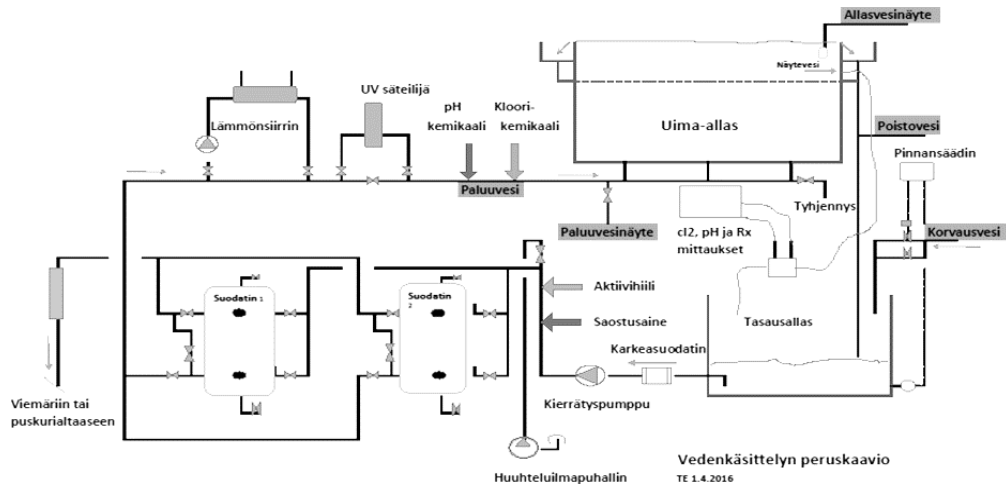 Allasvesinäyte
Näytevesi
UV säteilijä
pH
kemikaali
Kloori-
kemikaali
Lämmönsiirrin
Uima-allas
Poistovesi
Pinnansäädin
Paluuvesi
Tyhjennys
Paluuvesinäyte
cl2, pH ja Rx
mittaukset
Korvausvesi
Aktiivihiili
Suodatin 1
Suodatin
2
Saostusaine
Tasausallas
Karkeasuodatin
Kierrätyspumppu
Viemäriin tai
puskurialtaaseen
Huuhteluilmapuhallin
Vedenkäsittelyn peruskaavio
TE 1.4.2016